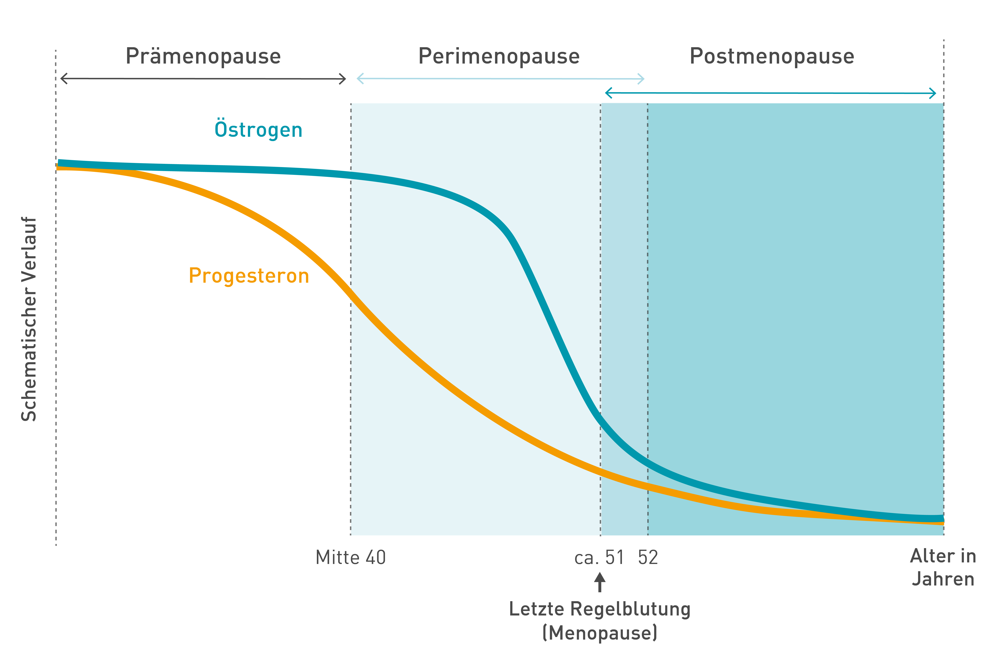 Prämenopause
Perimenopause
Postmenopause
Östrogen
Progesteron
Schematischer Verlauf
Mitte 40
ca. 51
52
Alter in
Jahren
Letzte Regelblutung
(Menopause)